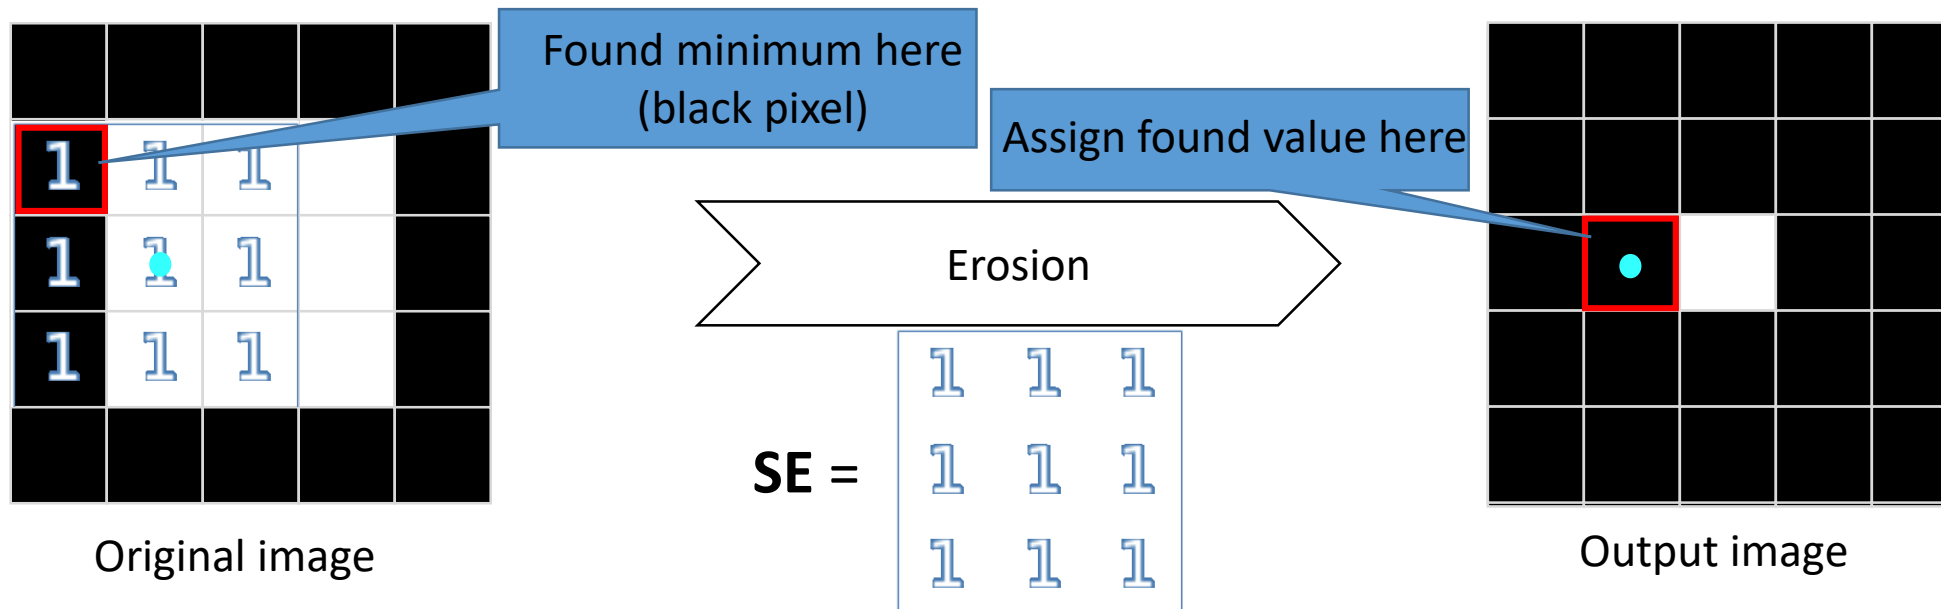 Found minimum here
(black pixel)
Assign found value here
1 1 1
1 1 1
1 1 1
Erosion
SE =
1 1 1
1 1 1
1 1 1
Original image
Output image